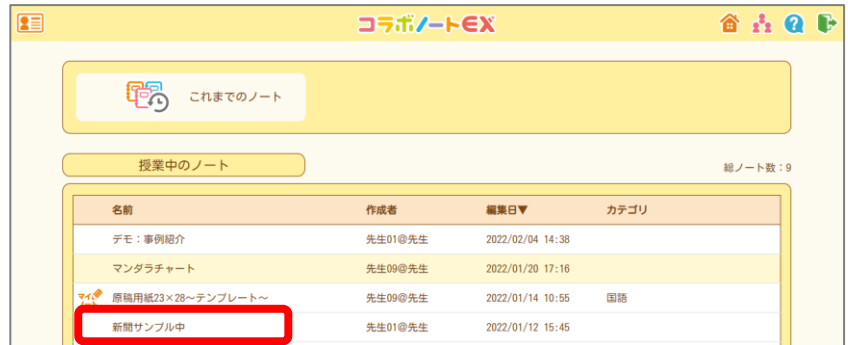 コラボノートEX
これまでのノート
授業中のノート
総ノート数：9
名前 作成者 編集日▼ カテゴリ
デモ：事例紹介 先生01@先生 2022/02/04 14:38
マンダラチャート 先生09@先生 2022/01/20 17:16
マイノート 原稿用紙23×28～テンプレート～ 先生09@先生 2022/01/14 10:55 国語
新聞サンプル中 先生01@先生 2022/01/12 15:45